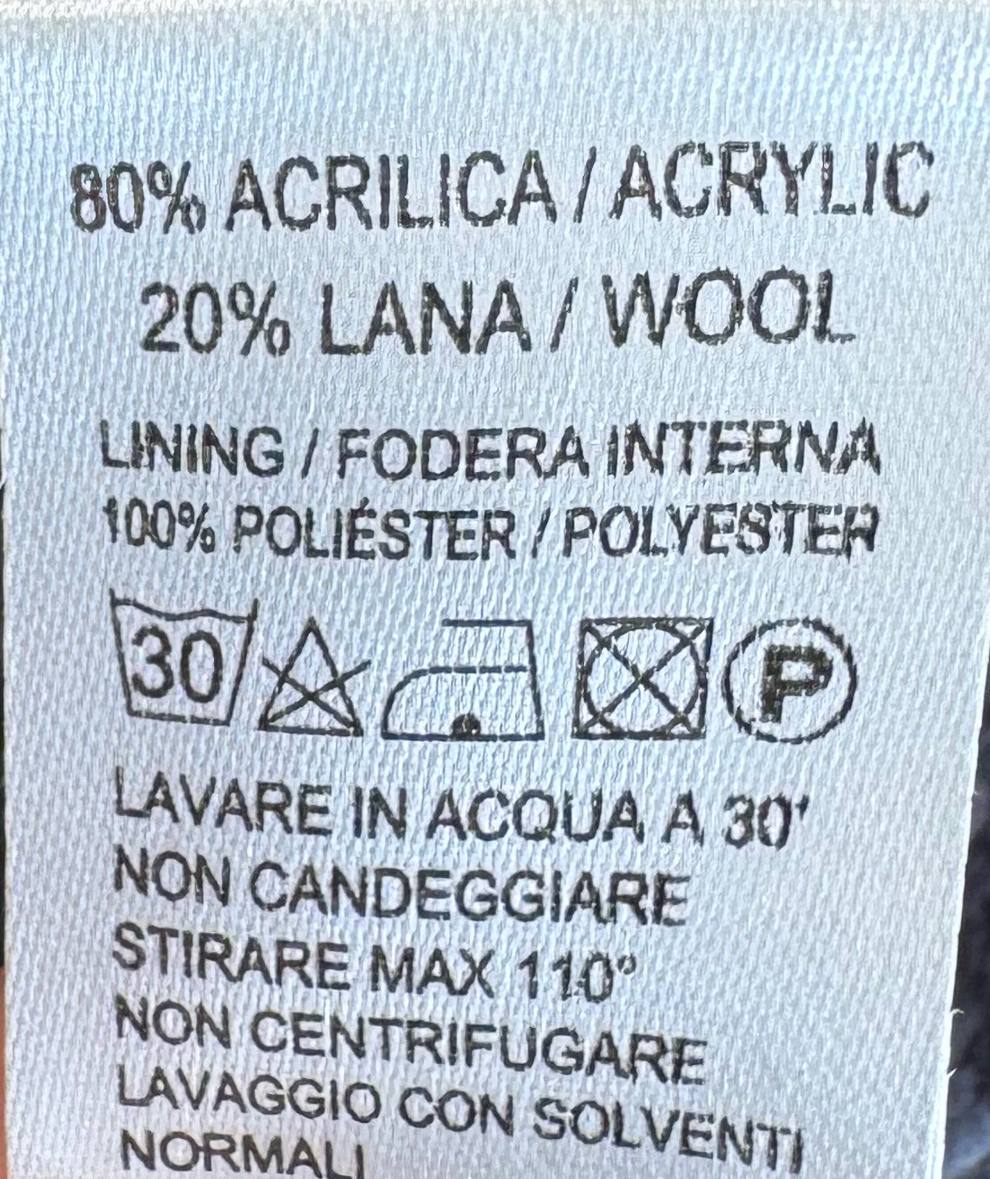 80% ACRILICA / ACRYLIC
20% LANA / WOOL
LINING / FODERA INTERNA
100% POLIÉSTER / POLYESTER
30 P
LAVARE IN ACQUA A 30'
NON CANDEGGIARE
STIRARE MAX 110°
NON CENTRIFUGARE
LAVAGGIO CON SOLVENTI
NORMALI